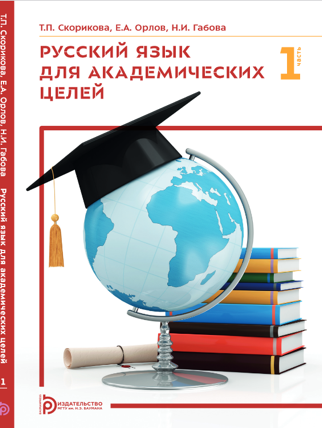 Т.П. Скорикова, Е.А. Орлов, Н.И. Габова
РУССКИЙ ЯЗЫК
ДЛЯ АКАДЕМИЧЕСКИХ
ЦЕЛЕЙ
1
часть
Т.П. Скорикова, Е.А. Орлов, Н.И. Габова
Русский язык для академических целей
1
ИЗДАТЕЛЬСТВО
МГТУ им. Н.Э. БАУМАНА